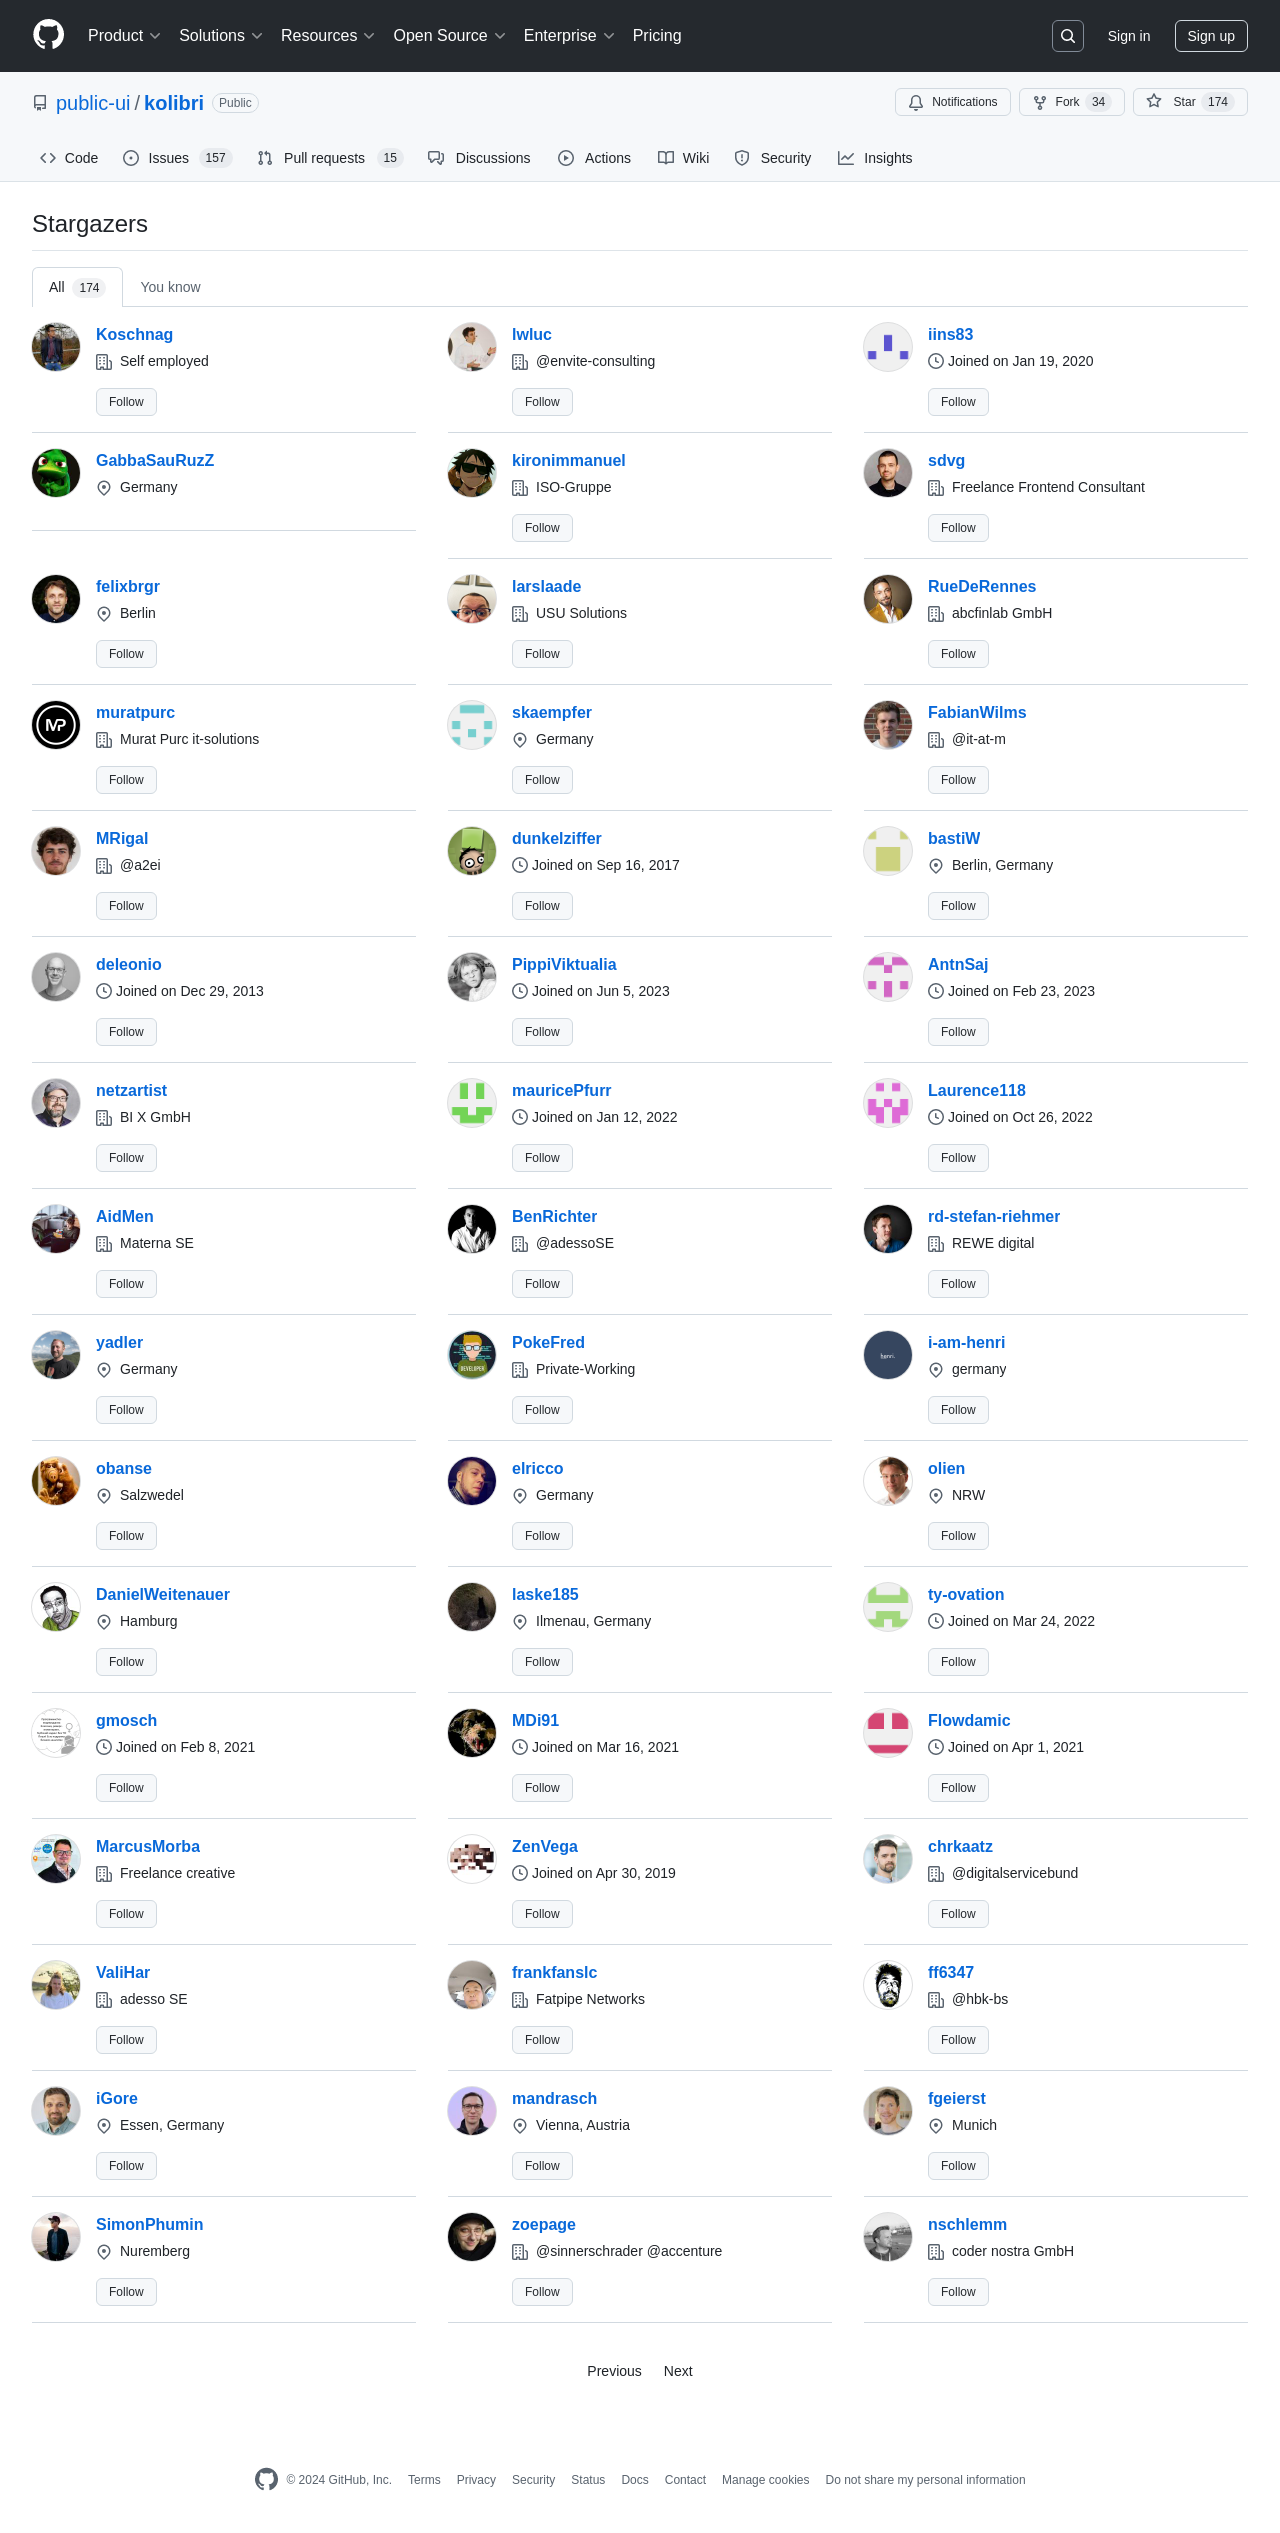 Product Solutions Resources Open Source Enterprise Pricing Sign in Sign up
public-ui / kolibri Public Notifications Fork 34 Star 174
Code Issues 157 Pull requests 15 Discussions Actions Wiki Security Insights
Stargazers
All 174 You know
Koschnag lwluc iins83
Self employed @envite-consulting Joined on Jan 19, 2020
Follow Follow Follow
GabbaSauRuzZ kironimmanuel sdvg
Germany ISO-Gruppe Freelance Frontend Consultant
Follow Follow
felixbrgr larslaade RueDeRennes
Berlin USU Solutions abcfinlab GmbH
Follow Follow Follow
muratpurc skaempfer FabianWilms
Murat Purc it-solutions Germany @it-at-m
Follow Follow Follow
MRigal dunkelziffer bastiW
@a2ei Joined on Sep 16, 2017 Berlin, Germany
Follow Follow Follow
deleonio PippiViktualia AntnSaj
Joined on Dec 29, 2013 Joined on Jun 5, 2023 Joined on Feb 23, 2023
Follow Follow Follow
netzartist mauricePfurr Laurence118
BI X GmbH Joined on Jan 12, 2022 Joined on Oct 26, 2022
Follow Follow Follow
AidMen BenRichter rd-stefan-riehmer
Materna SE @adessoSE REWE digital
Follow Follow Follow
yadler PokeFred i-am-henri
Germany Private-Working germany
Follow Follow Follow
obanse elricco olien
Salzwedel Germany NRW
Follow Follow Follow
DanielWeitenauer laske185 ty-ovation
Hamburg Ilmenau, Germany Joined on Mar 24, 2022
Follow Follow Follow
gmosch MDi91 Flowdamic
Joined on Feb 8, 2021 Joined on Mar 16, 2021 Joined on Apr 1, 2021
Follow Follow Follow
MarcusMorba ZenVega chrkaatz
Freelance creative Joined on Apr 30, 2019 @digitalservicebund
Follow Follow Follow
ValiHar frankfanslc ff6347
adesso SE Fatpipe Networks @hbk-bs
Follow Follow Follow
iGore mandrasch fgeierst
Essen, Germany Vienna, Austria Munich
Follow Follow Follow
SimonPhumin zoepage nschlemm
Nuremberg @sinnerschrader @accenture coder nostra GmbH
Follow Follow Follow
Previous Next
© 2024 GitHub, Inc. Terms Privacy Security Status Docs Contact Manage cookies Do not share my personal information